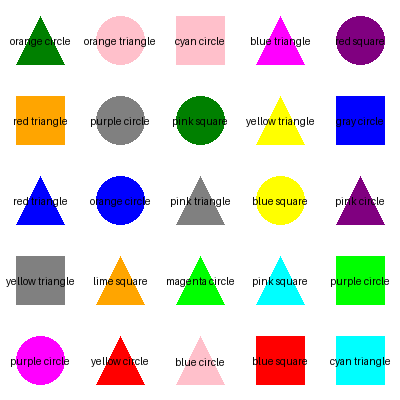 orange circle orange triangle cyan circle blue triangle red square
red triangle purple circle pink square yellow triangle gray circle
red triangle orange circle pink triangle blue square pink circle
yellow triangle lime square magenta circle pink square purple circle
purple circle yellow circle blue circle blue square cyan triangle